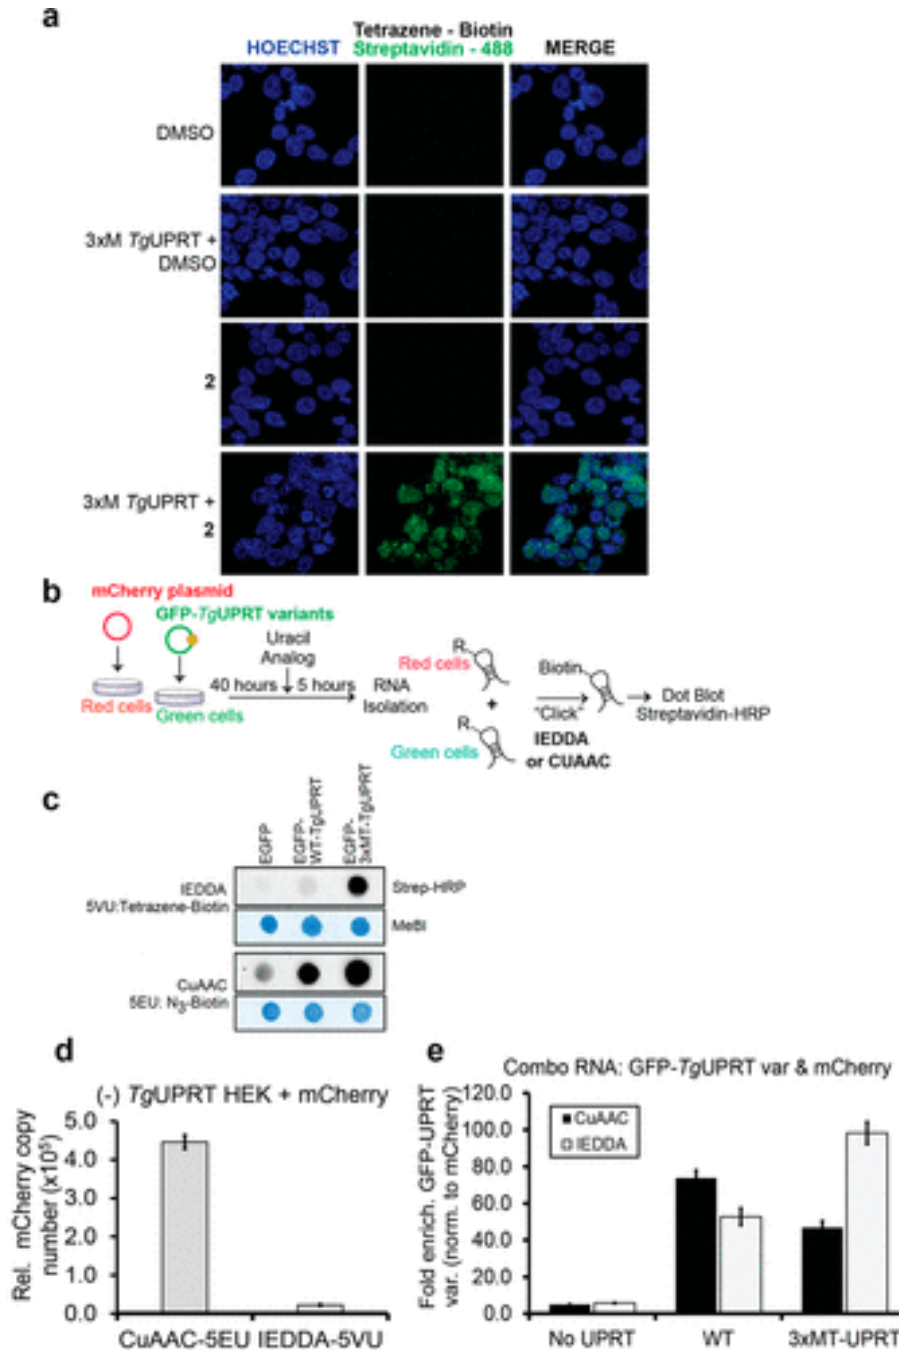 a
Tetrazene - Biotin
HOECHST Streptavidin - 488 MERGE
DMSO
3xM TgUPRT +
DMSO
2
3xM TgUPRT +
2
b
mCherry plasmid
GFP-TgUPRT variants
Uracil
Analog
40 hours 5 hours
Red cells
Green cells
RNA
Isolation
R
Red cells
+
R
Green cells
Biotin
"Click"
IEDDA
or CUAAC
Dot Blot
Streptavidin-HRP
c
EGFP
EGFP-
WT-TgUPRT
EGFP-
3xMT-TgUPRT
IEDDA
5VU:Tetrazene-Biotin
Strep-HRP
MeBl
CuAAC
5EU: N3-Biotin
d
(-) TgUPRT HEK + mCherry
Rel. mCherry copy
number (x10⁵)
5.0
4.0
3.0
2.0
1.0
0.0
CuAAC-5EU IEDDA-5VU
e
Combo RNA: GFP-TgUPRT var & mCherry
Fold enrich. GFP-UPRT
var. (norm. to mCherry)
120.0
100.0
80.0
60.0
40.0
20.0
0.0
CuAAC
IEDDA
No UPRT WT 3xMT-UPRT